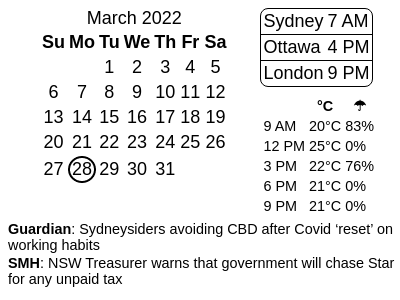 March 2022
Su Mo Tu We Th Fr Sa
1 2 3 4 5
6 7 8 9 10 11 12
13 14 15 16 17 18 19
20 21 22 23 24 25 26
27 28 29 30 31
Sydney 7 AM
Ottawa 4 PM
London 9 PM
°C ☂
9 AM 20°C 83%
12 PM 25°C 0%
3 PM 22°C 76%
6 PM 21°C 0%
9 PM 21°C 0%
Guardian: Sydneysiders avoiding CBD after Covid ‘reset’ on
working habits
SMH: NSW Treasurer warns that government will chase Star
for any unpaid tax